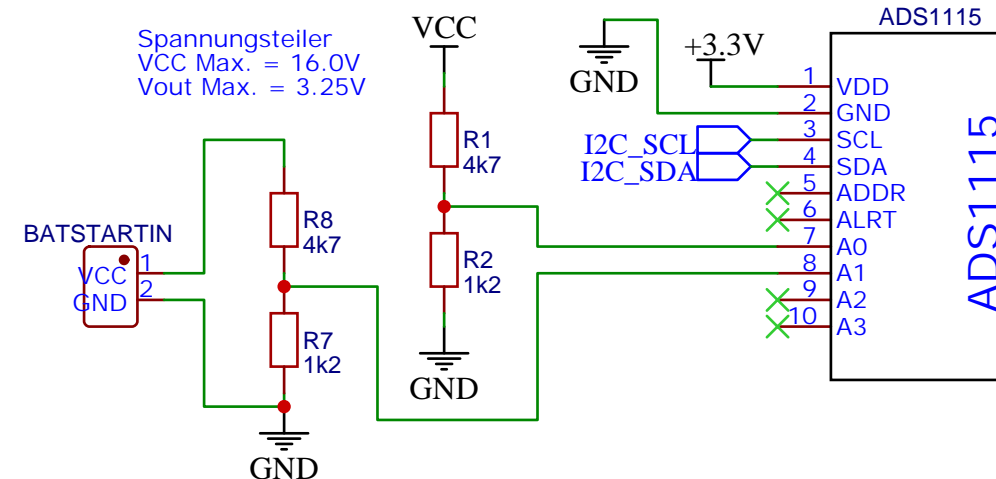 Spannungsteiler
VCC Max. = 16.0V
Vout Max. = 3.25V
VCC
R1
4k7
R2
1k2
GND
BATSTARTIN
VCC 1
GND 2
R8
4k7
R7
1k2
GND
GND
+3.3V
I2C_SCL
I2C_SDA
ADS1115
1 VDD
2 GND
3 SCL
4 SDA
5 ADDR
6 ALRT
7 A0
8 A1
9 A2
10 A3
ADS1115